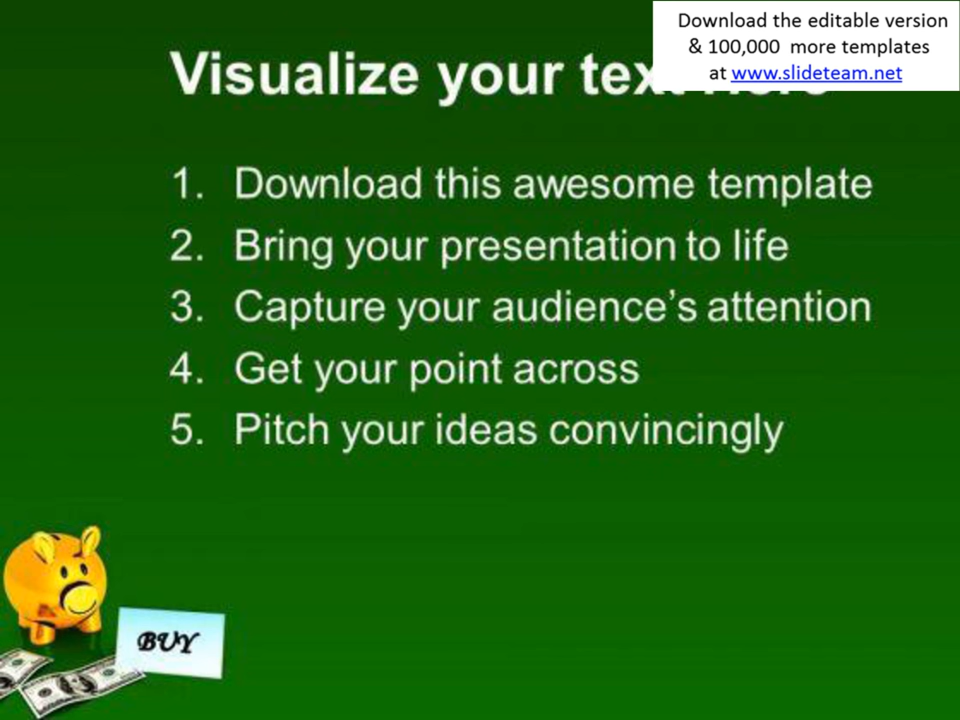 Download the editable version
& 100,000 more templates
at www.slideteam.net
Visualize your text
1. Download this awesome template
2. Bring your presentation to life
3. Capture your audience’s attention
4. Get your point across
5. Pitch your ideas convincingly
BUY